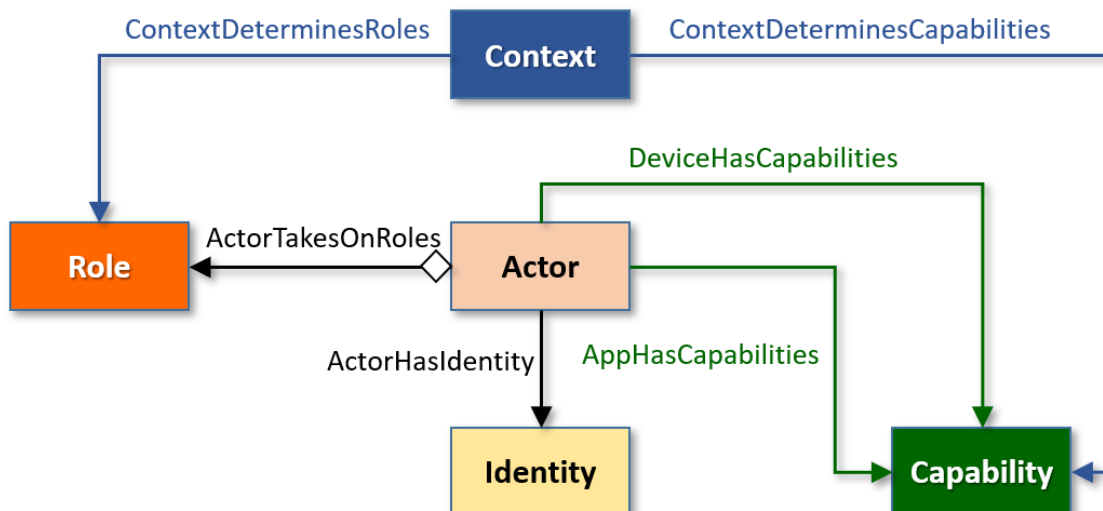 ContextDeterminesRoles
Context
ContextDeterminesCapabilities
DeviceHasCapabilities
ActorTakesOnRoles
Role
Actor
ActorHasIdentity
AppHasCapabilities
Identity
Capability